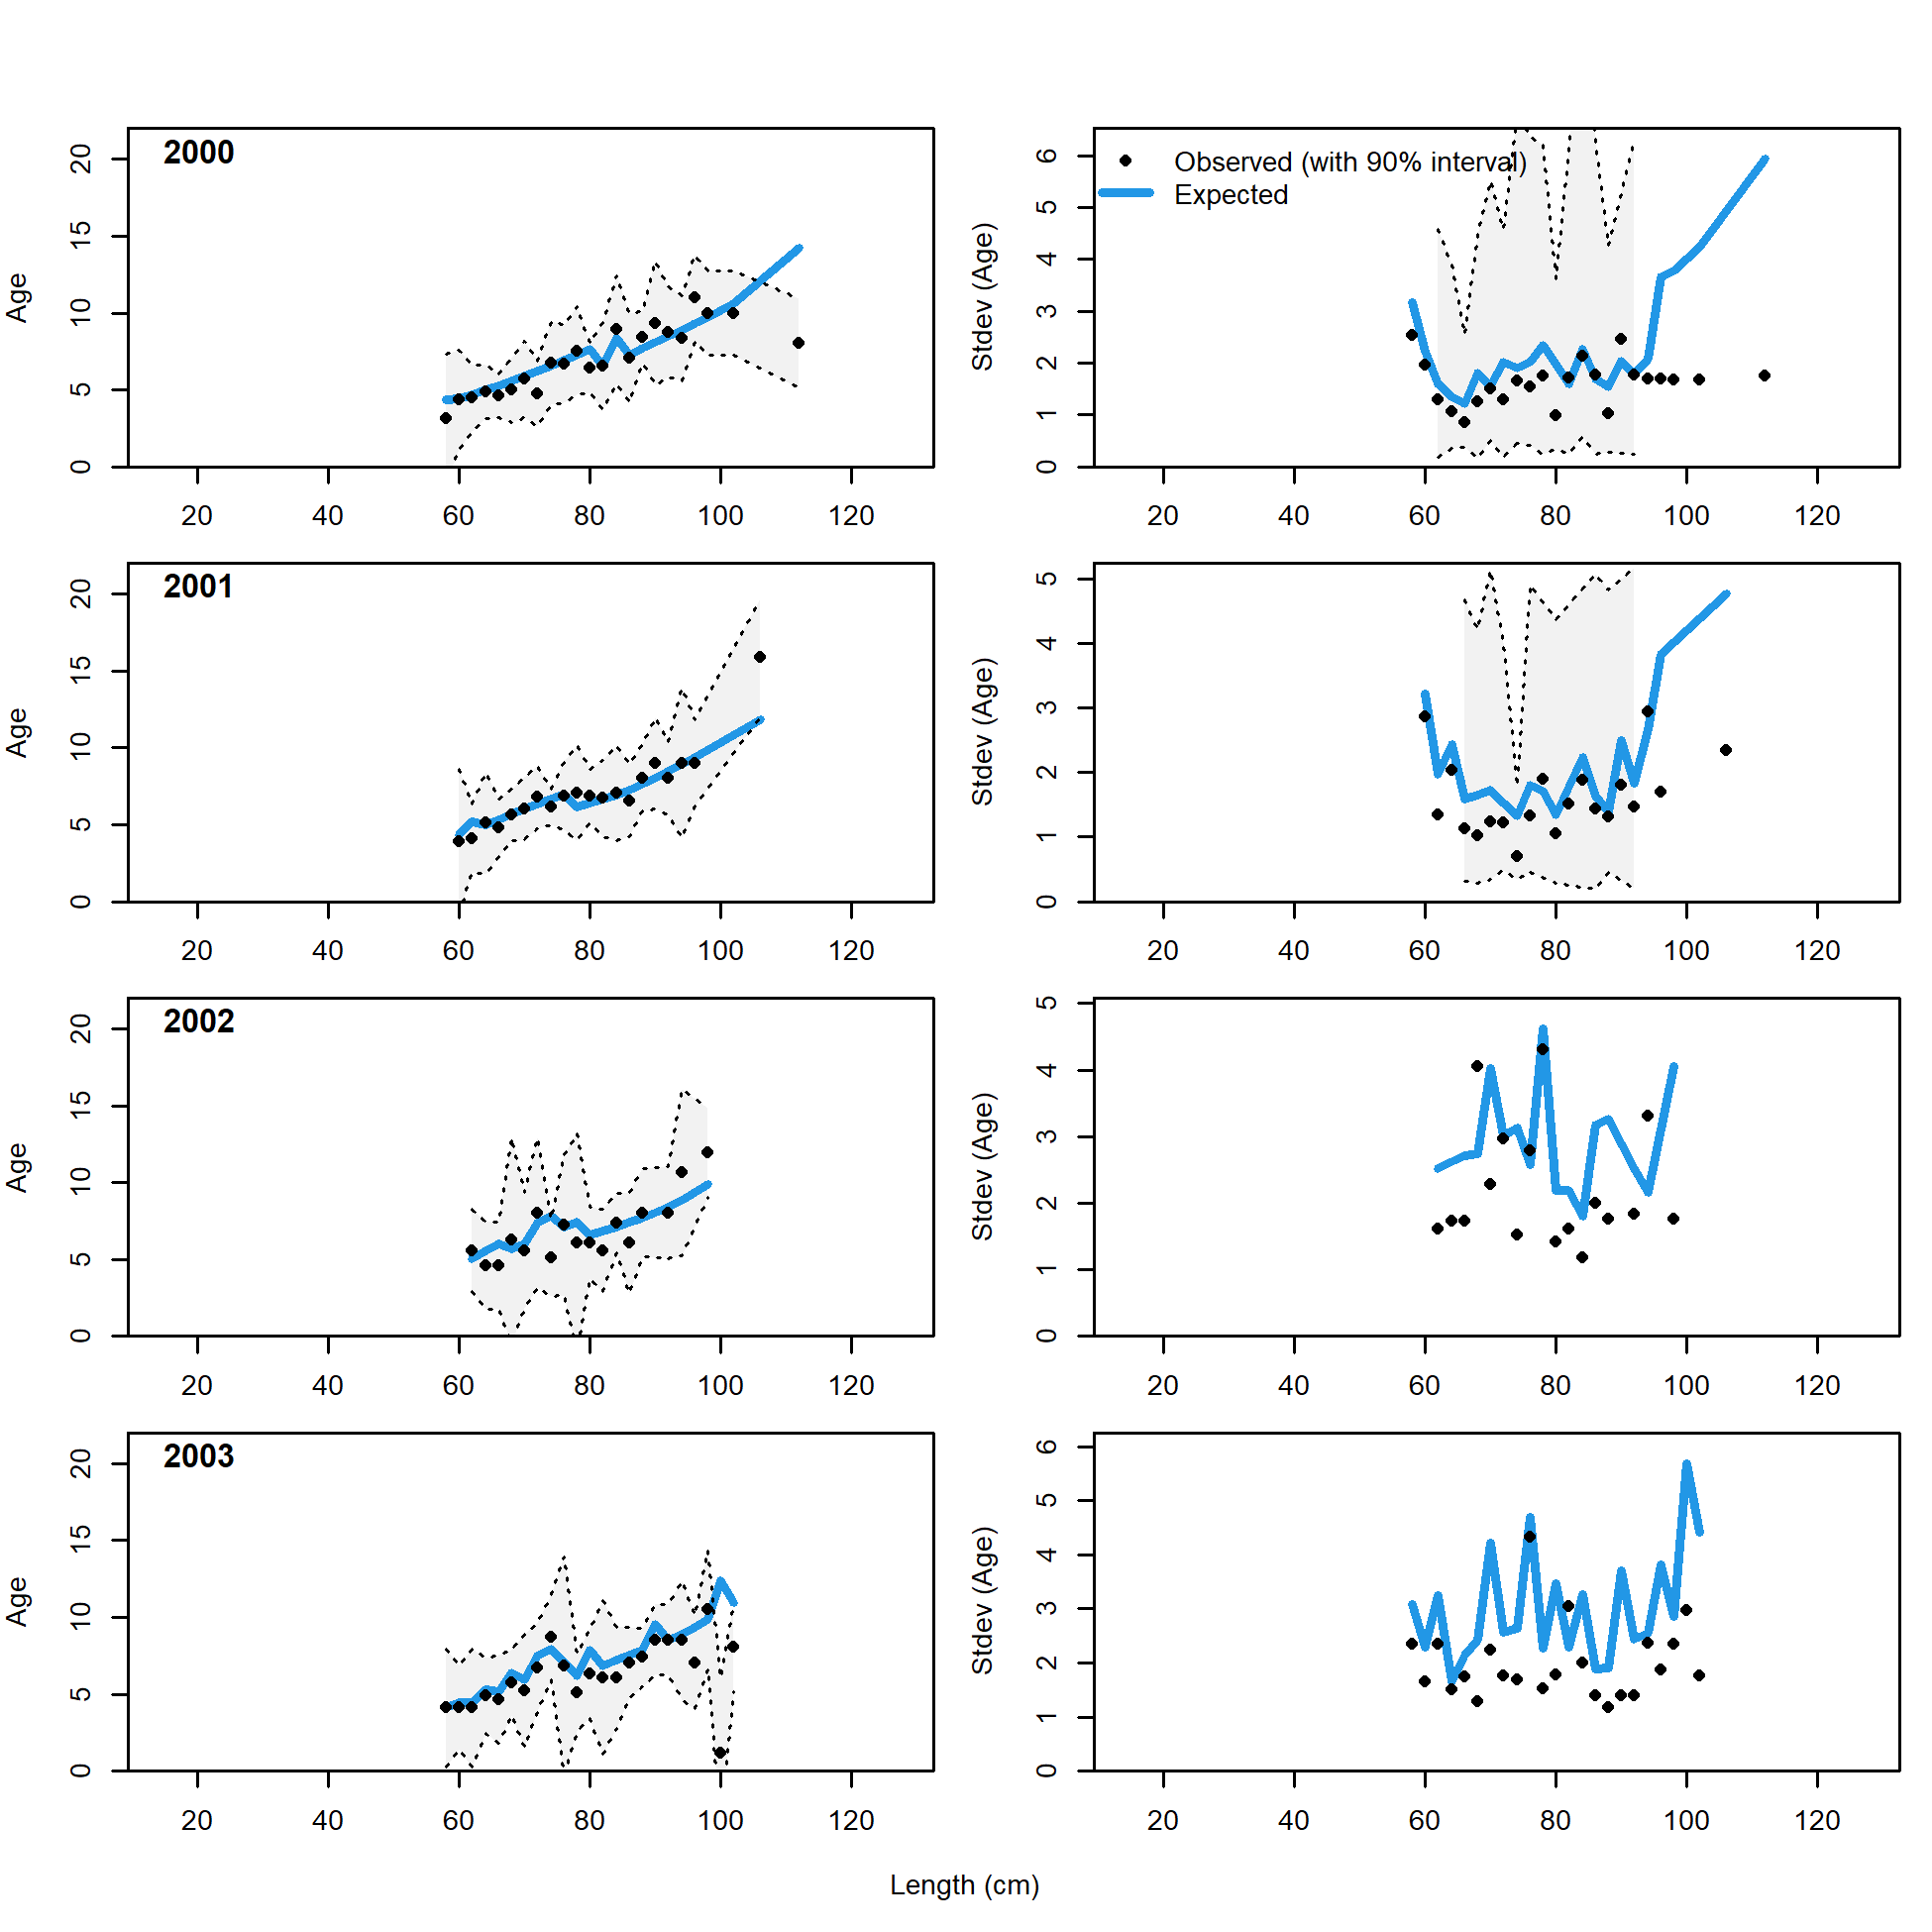 2000
Age
0 5 10 15 20
20 40 60 80 100 120
Observed (with 90% interval)
Expected
Stdev (Age)
0 1 2 3 4 5 6
20 40 60 80 100 120
2001
Age
0 5 10 15 20
20 40 60 80 100 120
Stdev (Age)
0 1 2 3 4 5
20 40 60 80 100 120
2002
Age
0 5 10 15 20
20 40 60 80 100 120
Stdev (Age)
0 1 2 3 4 5
20 40 60 80 100 120
2003
Age
0 5 10 15 20
20 40 60 80 100 120
Stdev (Age)
0 1 2 3 4 5 6
20 40 60 80 100 120
Length (cm)